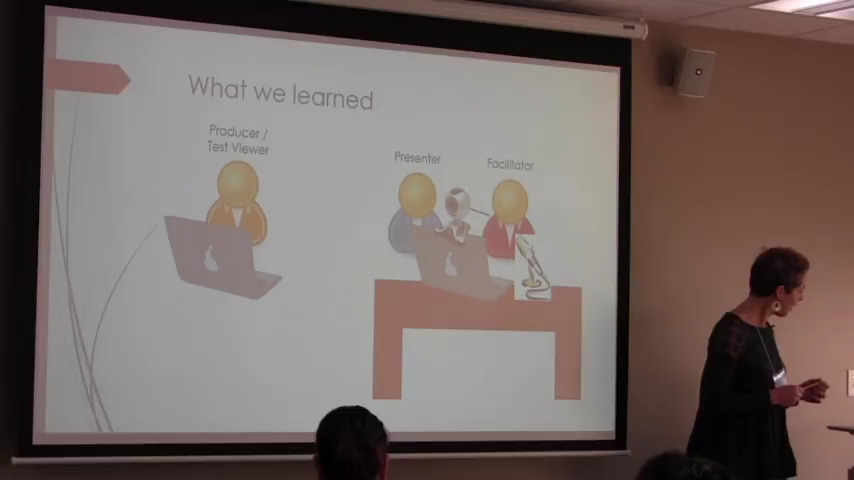 What we learned
Producer /
Test Viewer
Presenter
Facilitator